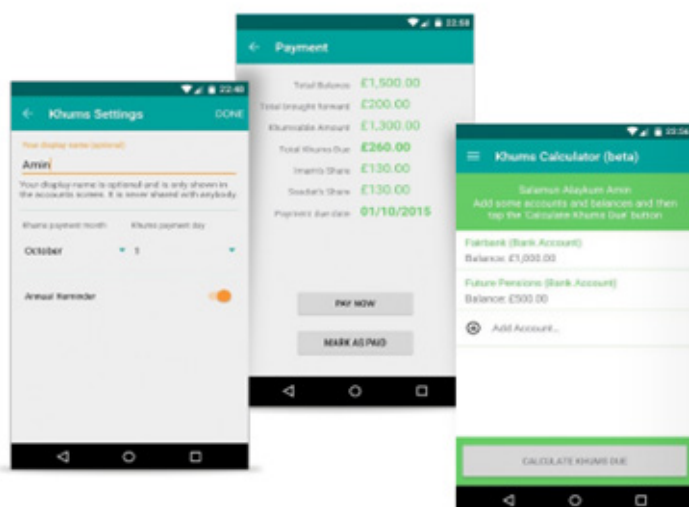 22:48
Khums Settings DONE
Your display name (optional)
Amin
Your display name is optional and is only shown in
the accounts screen. It is never shared with anybody.
Khums payment month Khums payment day
October 1
Annual Reminder
22:50
Payment
Total Balance £1,500.00
Total brought forward £200.00
Khumsable Amount £1,300.00
Total Khums Due £260.00
Imam's Share £130.00
Saadat's Share £130.00
Payment due date 01/10/2015
PAY NOW
MARK AS PAID
22:56
Khums Calculator (beta)
Salamun Alaykum Amin
Add some accounts and balances and then
tap the 'Calculate Khums Due' button
Fairbank (Bank Account)
Balance: £1,000.00
Future Pensions (Bank Account)
Balance: £500.00
Add Account...
CALCULATE KHUMS DUE